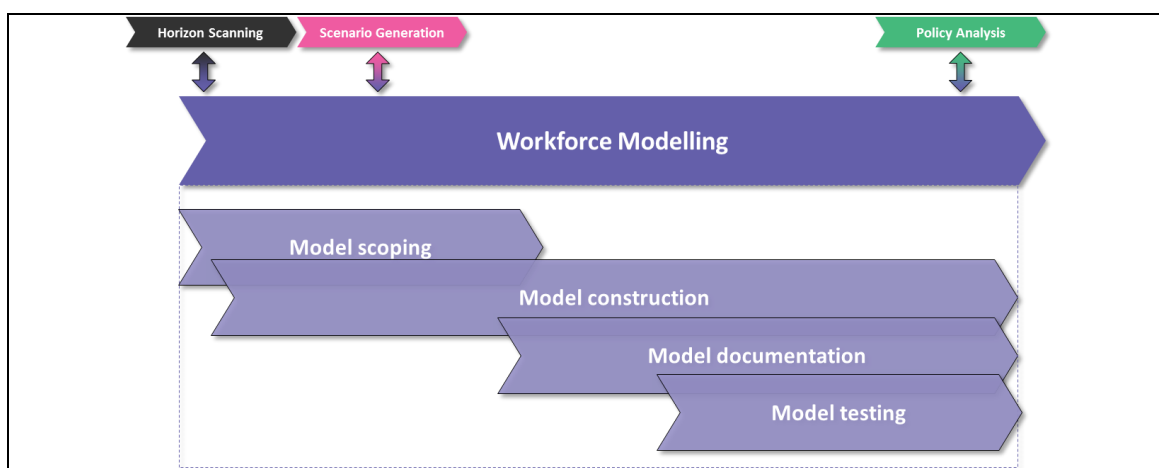 Horizon Scanning
Scenario Generation
Policy Analysis
Workforce Modelling
Model scoping
Model construction
Model documentation
Model testing